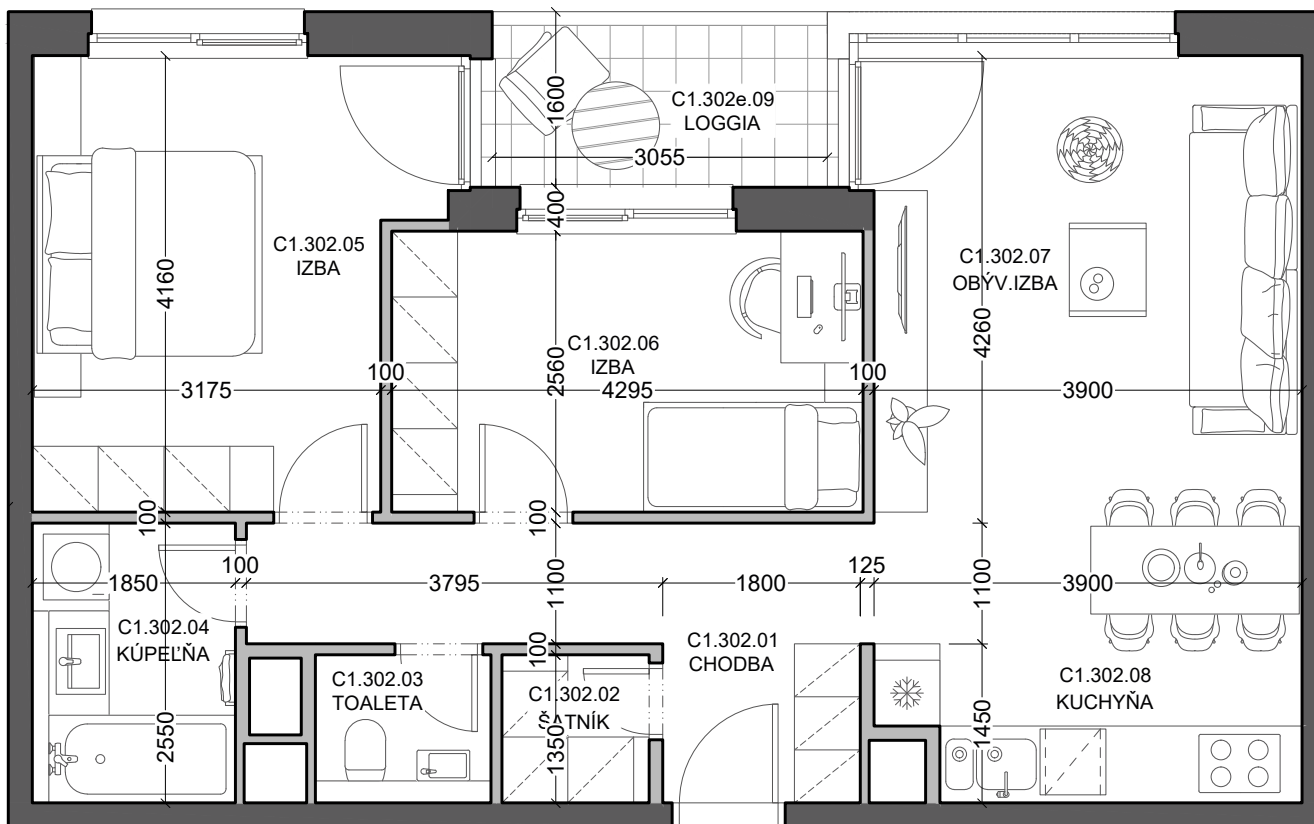 1600
C1.302e.09
LOGGIA
3055
400
C1.302.05
IZBA
4160
C1.302.07
OBÝV.IZBA
4260
C1.302.06
IZBA
2560
3175
100
4295
100
3900
100
100
1850
100
3795
1100
1800
125
1100
3900
C1.302.04
KÚPEĽŇA
2550
100
C1.302.03
TOALETA
C1.302.02
ŠATNÍK
1350
C1.302.01
CHODBA
C1.302.08
KUCHYŇA
1450